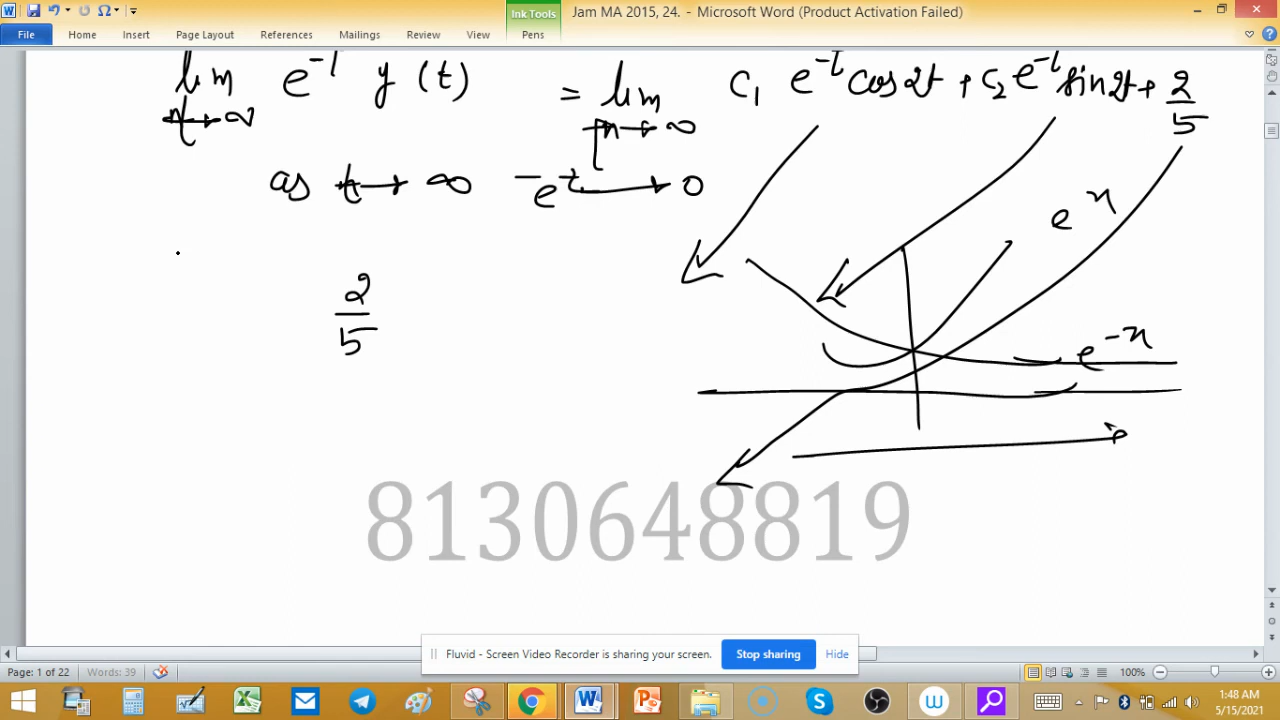 Ink Tools
Jam MA 2015, 24. - Microsoft Word (Product Activation Failed)
File Home Insert Page Layout References Mailings Review View Pens
lim e^-t y (t) = lim c1 e^-t cos2t + c2 e^-t sin2t + 2/5
t→∞ t→∞
as t→∞ e^-t → 0
e^x
2/5
e^-x
8130648819
Fluvid - Screen Video Recorder is sharing your screen. Stop sharing Hide
Page: 1 of 22 Words: 39 100%
1:48 AM
5/15/2021